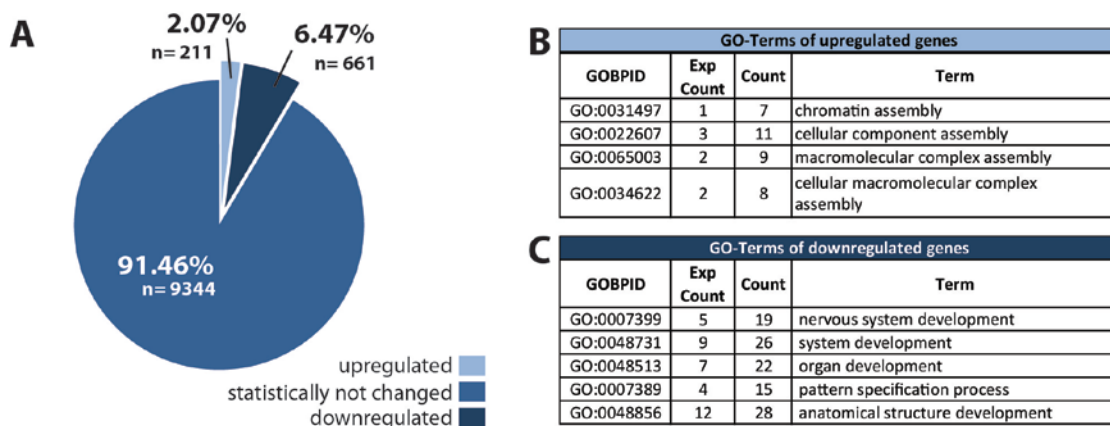 A
2.07%
n= 211
6.47%
n= 661
91.46%
n= 9344
upregulated
statistically not changed
downregulated
B
GO-Terms of upregulated genes
GOBPID Exp Count Count Term
GO:0031497 1 7 chromatin assembly
GO:0022607 3 11 cellular component assembly
GO:0065003 2 9 macromolecular complex assembly
GO:0034622 2 8 cellular macromolecular complex
assembly
C
GO-Terms of downregulated genes
GOBPID Exp Count Count Term
GO:0007399 5 19 nervous system development
GO:0048731 9 26 system development
GO:0048513 7 22 organ development
GO:0007389 4 15 pattern specification process
GO:0048856 12 28 anatomical structure development